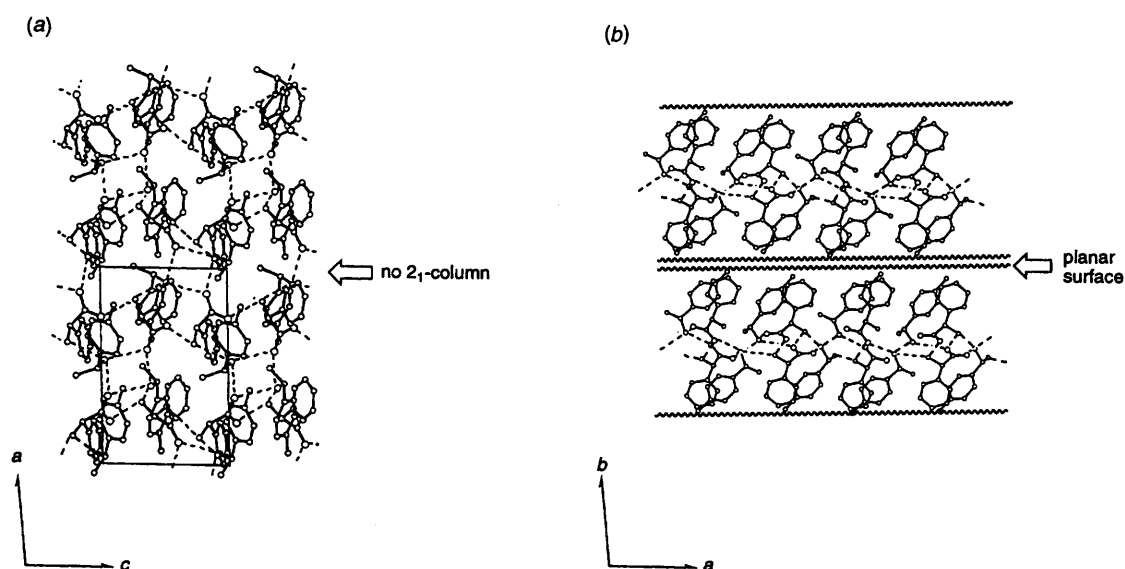 (a)
(b)
no 2₁-column
planar
surface
a
c
b
a